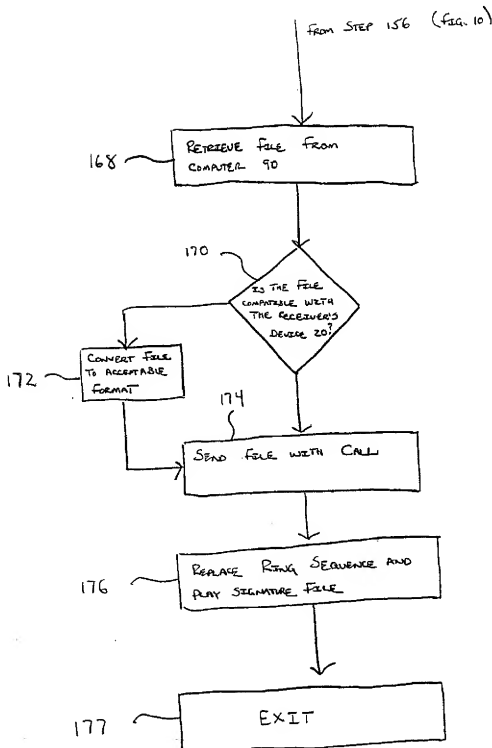 FROM STEP 156 (FIG. 10)
168
RETRIEVE FILE FROM
COMPUTER 90
170
IS THE FILE
COMPATIBLE WITH
THE RECEIVER'S
DEVICE 20?
172
CONVERT FILE
TO ACCEPTABLE
FORMAT
174
SEND FILE WITH CALL
176
REPLACE RING SEQUENCE AND
PLAY SIGNATURE FILE
177
EXIT